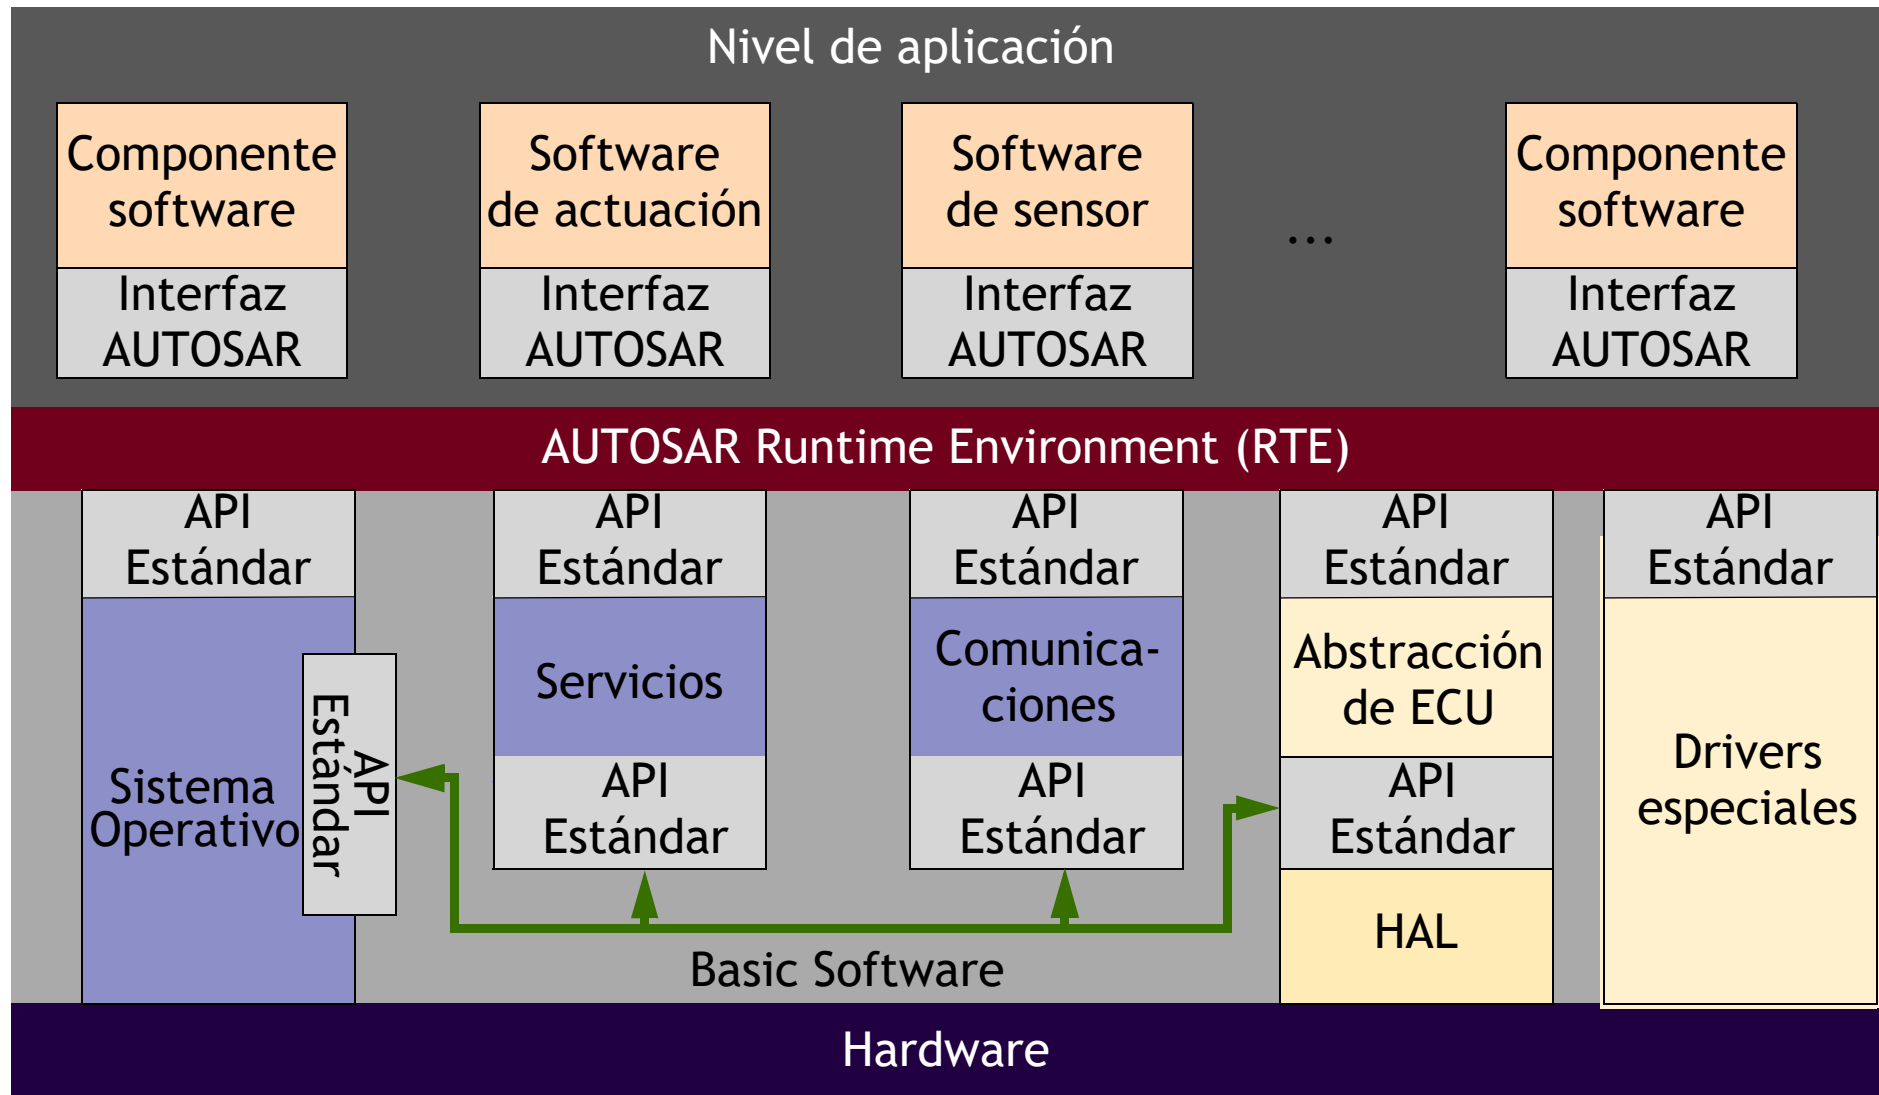 Nivel de aplicación
Componente
software
Interfaz
AUTOSAR
Software
de actuación
Interfaz
AUTOSAR
Software
de sensor
Interfaz
AUTOSAR
...
Componente
software
Interfaz
AUTOSAR
AUTOSAR Runtime Environment (RTE)
API
Estándar
Sistema
Operativo
API
Estándar
API
Estándar
Servicios
API
Estándar
API
Estándar
Comunica-
ciones
API
Estándar
API
Estándar
Abstracción
de ECU
API
Estándar
HAL
API
Estándar
Drivers
especiales
Basic Software
Hardware